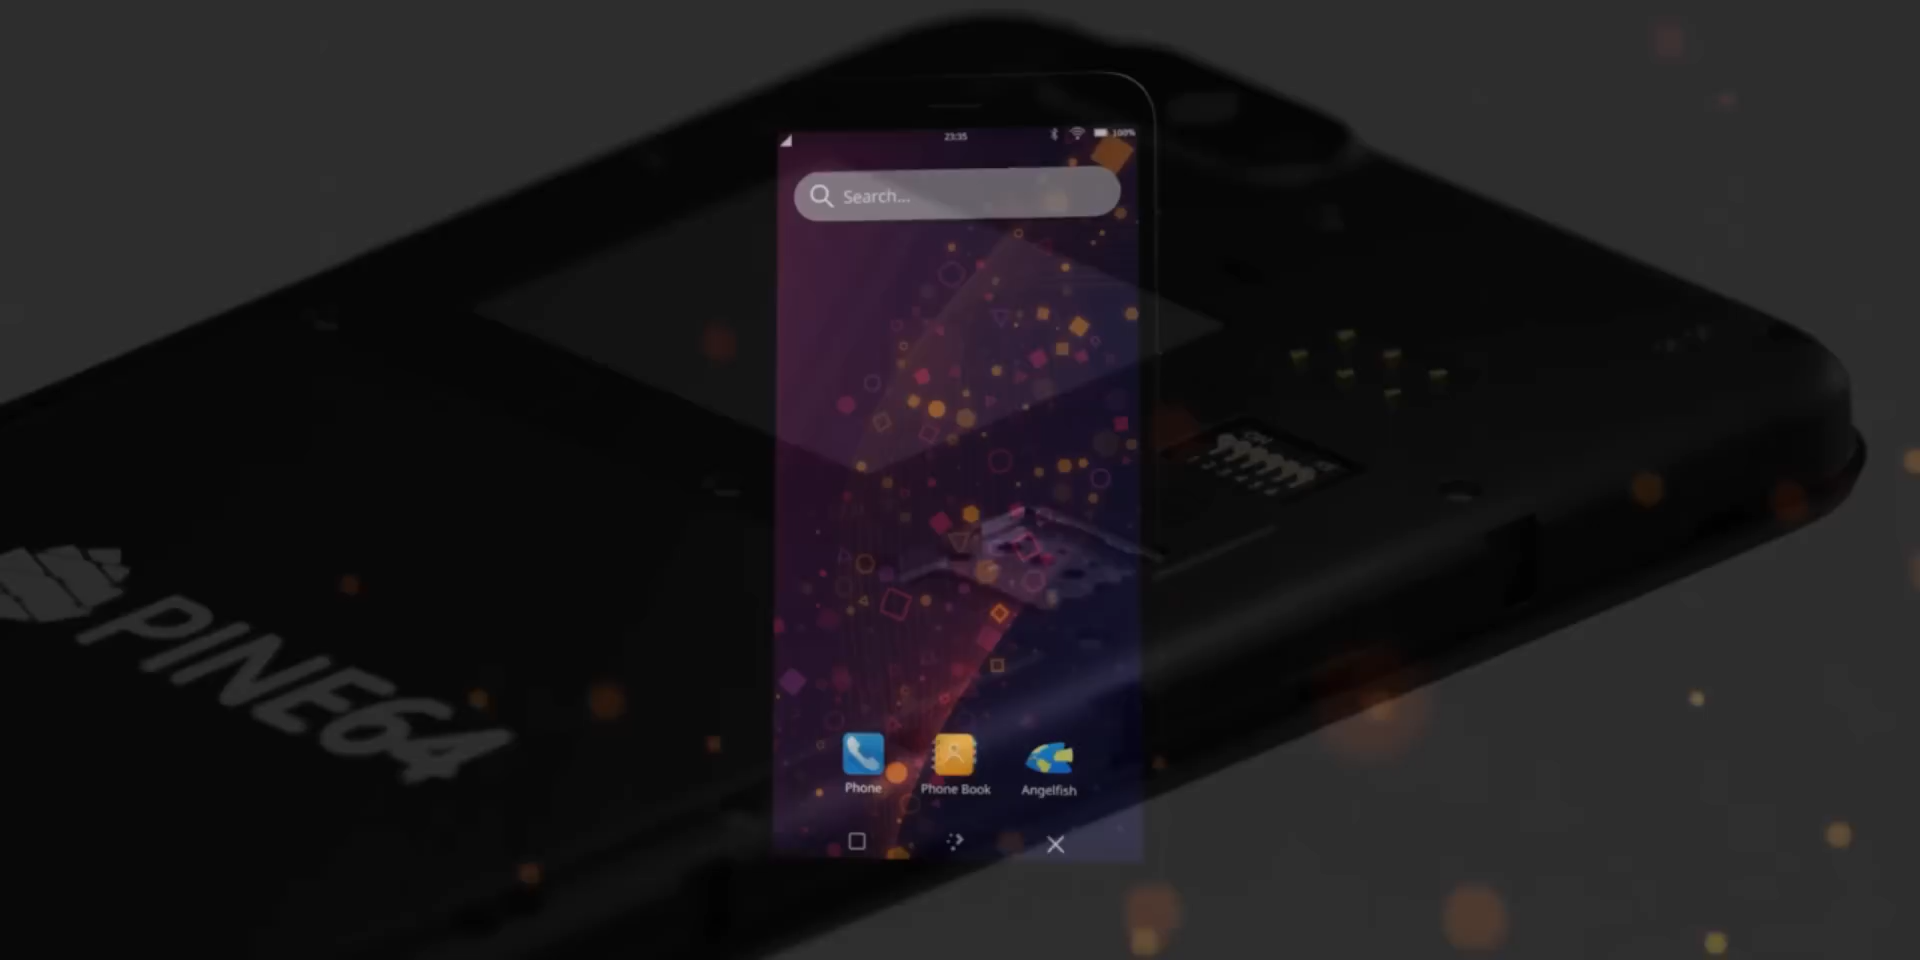 23:35
100%
Search...
PINE64
Phone
Phone Book
Angelfish